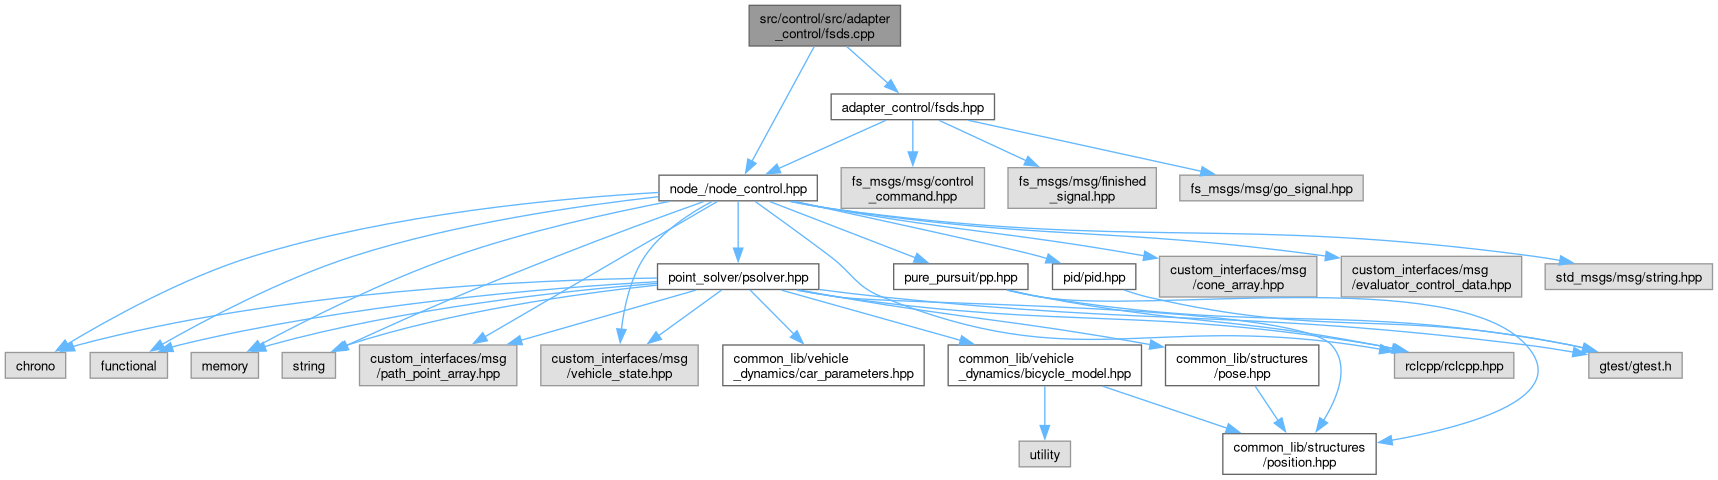 src/control/src/adapter
_control/fsds.cpp
adapter_control/fsds.hpp
node_/node_control.hpp
fs_msgs/msg/control
_command.hpp
fs_msgs/msg/finished
_signal.hpp
fs_msgs/msg/go_signal.hpp
point_solver/psolver.hpp
pure_pursuit/pp.hpp
pid/pid.hpp
custom_interfaces/msg
/cone_array.hpp
custom_interfaces/msg
/evaluator_control_data.hpp
std_msgs/msg/string.hpp
chrono
functional
memory
string
custom_interfaces/msg
/path_point_array.hpp
custom_interfaces/msg
/vehicle_state.hpp
common_lib/vehicle
_dynamics/car_parameters.hpp
common_lib/vehicle
_dynamics/bicycle_model.hpp
common_lib/structures
/pose.hpp
rclcpp/rclcpp.hpp
gtest/gtest.h
utility
common_lib/structures
/position.hpp